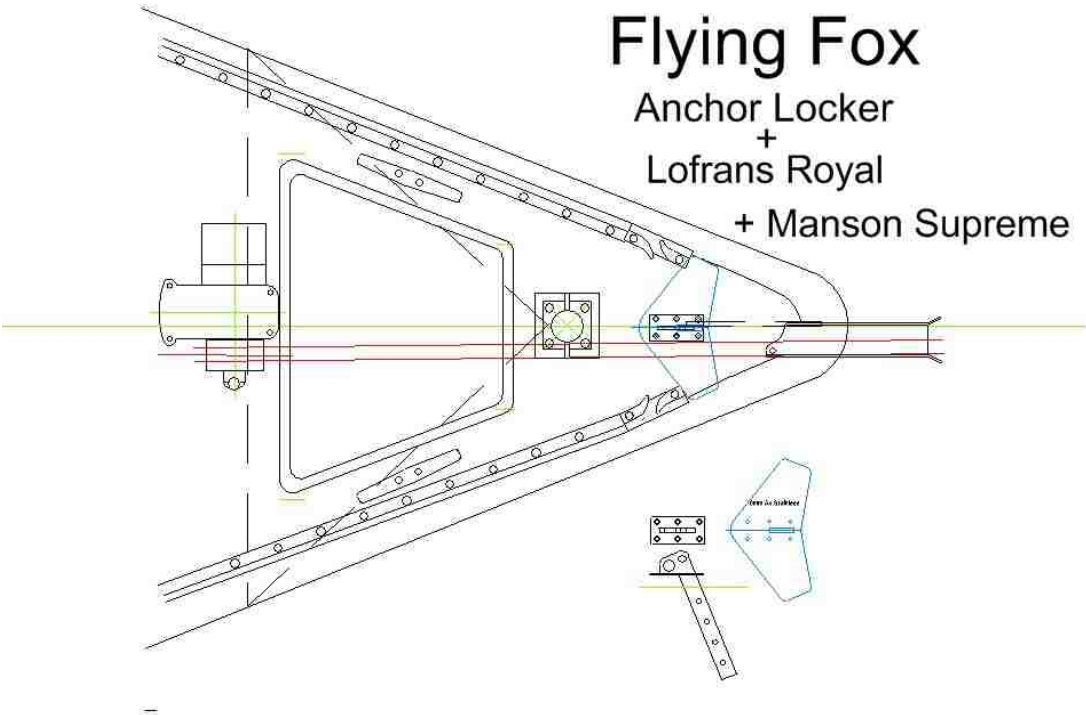 Flying Fox
Anchor Locker
+
Lofrans Royal
+ Manson Supreme